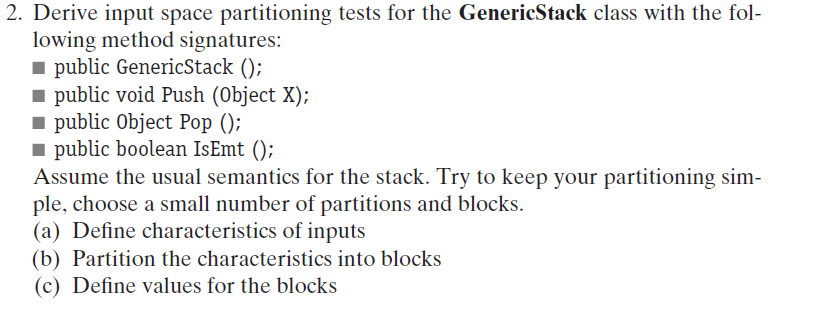 2. Derive input space partitioning tests for the GenericStack class with the fol-
lowing method signatures:
■ public GenericStack ();
■ public void Push (Object X);
■ public Object Pop ();
■ public boolean IsEmt ();
Assume the usual semantics for the stack. Try to keep your partitioning sim-
ple, choose a small number of partitions and blocks.
(a) Define characteristics of inputs
(b) Partition the characteristics into blocks
(c) Define values for the blocks